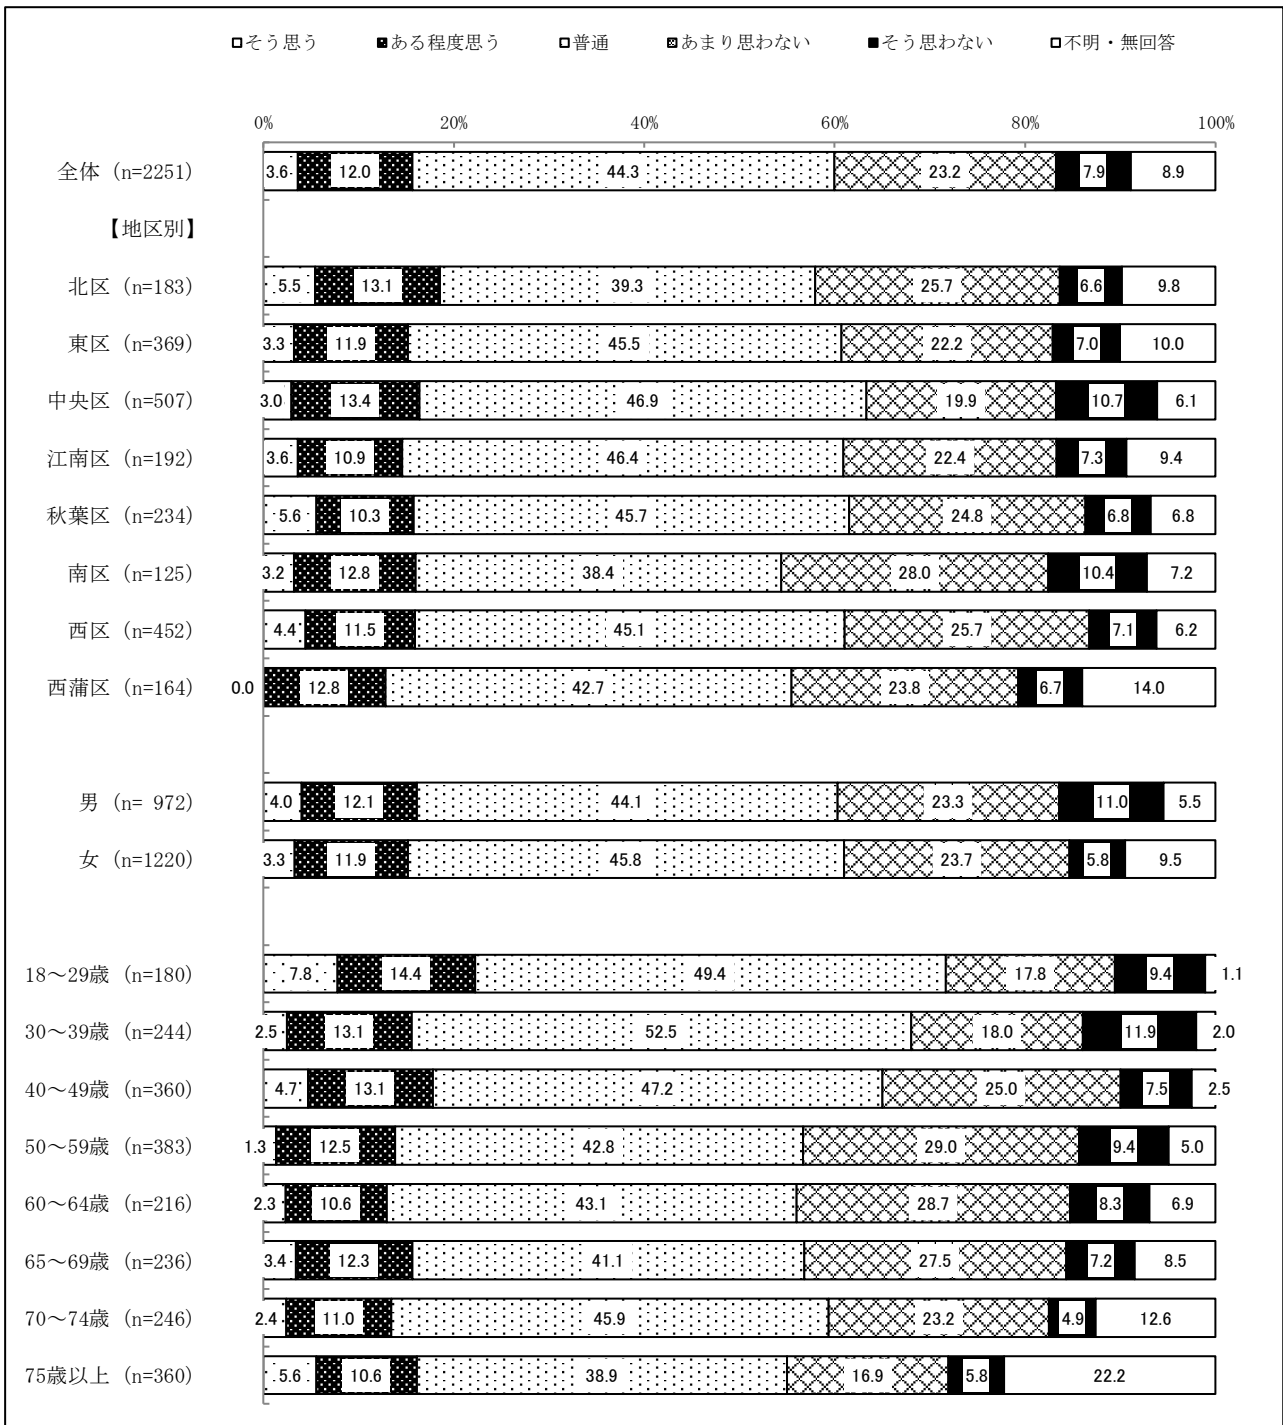 そう思う ある程度思う 普通 あまり思わない そう思わない 不明・無回答
0% 20% 40% 60% 80% 100%
全体 (n=2251) 3.6 12.0 44.3 23.2 7.9 8.9
【地区別】
北区 (n=183) 5.5 13.1 39.3 25.7 6.6 9.8
東区 (n=369) 3.3 11.9 45.5 22.2 7.0 10.0
中央区 (n=507) 3.0 13.4 46.9 19.9 10.7 6.1
江南区 (n=192) 3.6 10.9 46.4 22.4 7.3 9.4
秋葉区 (n=234) 5.6 10.3 45.7 24.8 6.8 6.8
南区 (n=125) 3.2 12.8 38.4 28.0 10.4 7.2
西区 (n=452) 4.4 11.5 45.1 25.7 7.1 6.2
西蒲区 (n=164) 0.0 12.8 42.7 23.8 6.7 14.0
男 (n= 972) 4.0 12.1 44.1 23.3 11.0 5.5
女 (n=1220) 3.3 11.9 45.8 23.7 5.8 9.5
18～29歳 (n=180) 7.8 14.4 49.4 17.8 9.4 1.1
30～39歳 (n=244) 2.5 13.1 52.5 18.0 11.9 2.0
40～49歳 (n=360) 4.7 13.1 47.2 25.0 7.5 2.5
50～59歳 (n=383) 1.3 12.5 42.8 29.0 9.4 5.0
60～64歳 (n=216) 2.3 10.6 43.1 28.7 8.3 6.9
65～69歳 (n=236) 3.4 12.3 41.1 27.5 7.2 8.5
70～74歳 (n=246) 2.4 11.0 45.9 23.2 4.9 12.6
75歳以上 (n=360) 5.6 10.6 38.9 16.9 5.8 22.2